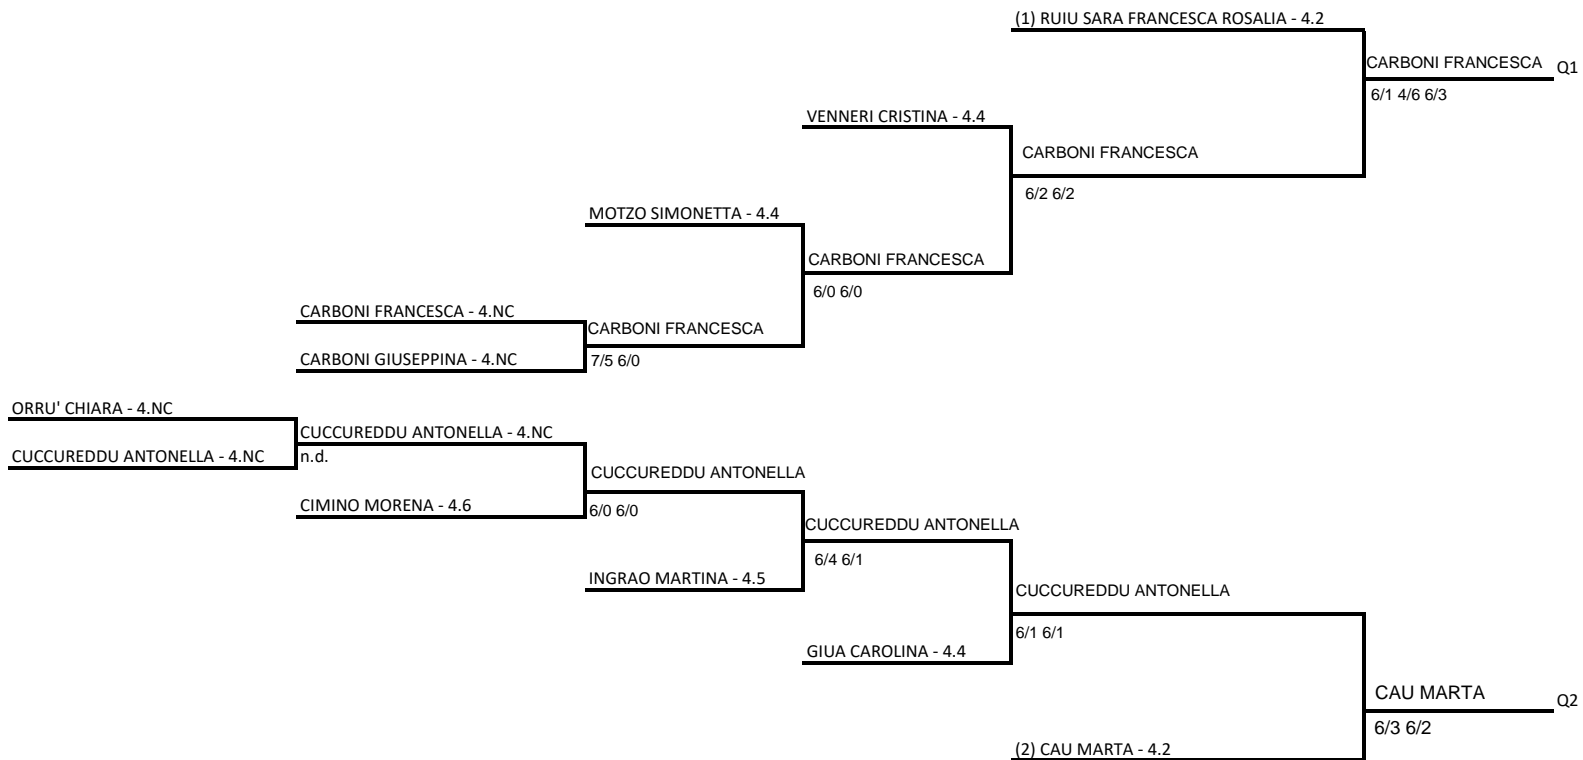 (1) RUIU SARA FRANCESCA ROSALIA - 4.2
CARBONI FRANCESCA Q1
6/1 4/6 6/3
VENNERI CRISTINA - 4.4
CARBONI FRANCESCA
6/2 6/2
MOTZO SIMONETTA - 4.4
CARBONI FRANCESCA
6/0 6/0
CARBONI FRANCESCA - 4.NC
CARBONI FRANCESCA
CARBONI GIUSEPPINA - 4.NC
7/5 6/0
ORRU' CHIARA - 4.NC
CUCCUREDDU ANTONELLA - 4.NC
CUCCUREDDU ANTONELLA - 4.NC
n.d.
CUCCUREDDU ANTONELLA
CIMINO MORENA - 4.6
6/0 6/0
CUCCUREDDU ANTONELLA
6/4 6/1
INGRAO MARTINA - 4.5
CUCCUREDDU ANTONELLA
6/1 6/1
GIUA CAROLINA - 4.4
CAU MARTA Q2
6/3 6/2
(2) CAU MARTA - 4.2